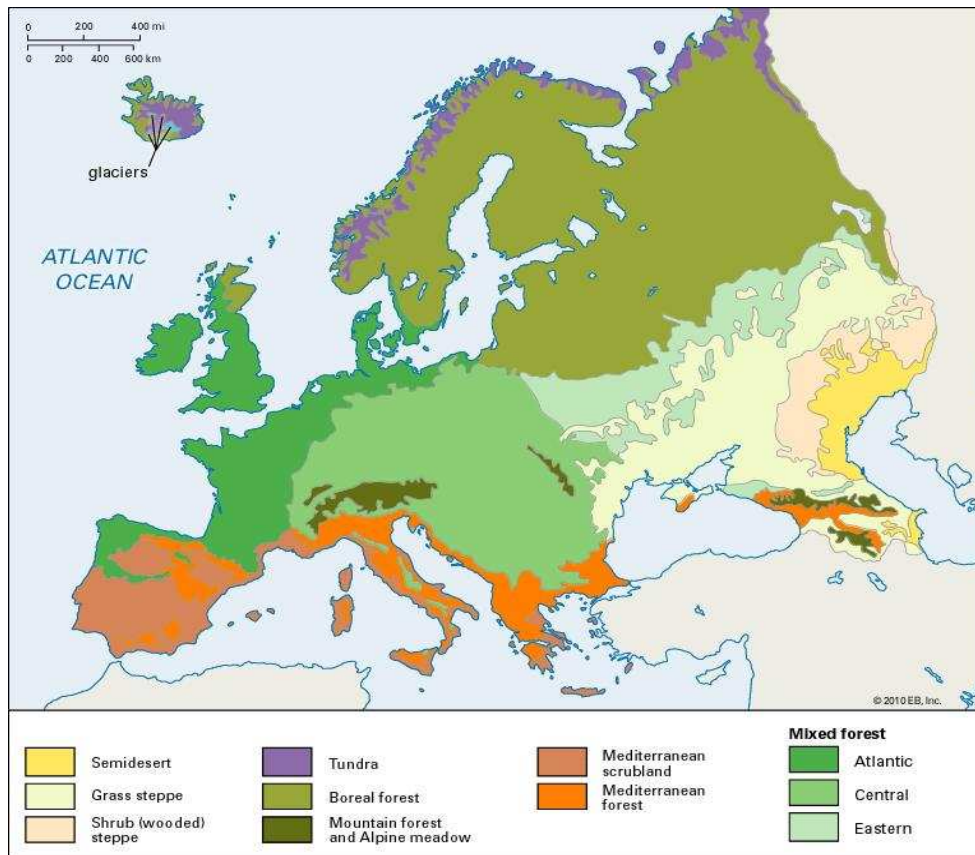 0 200 400 mi
0 200 400 600 km
glaciers
ATLANTIC
OCEAN
© 2010 EB, Inc.
Semidesert
Grass steppe
Shrub (wooded)
steppe
Tundra
Boreal forest
Mountain forest
and Alpine meadow
Mediterranean
scrubland
Mediterranean
forest
Mixed forest
Atlantic
Central
Eastern